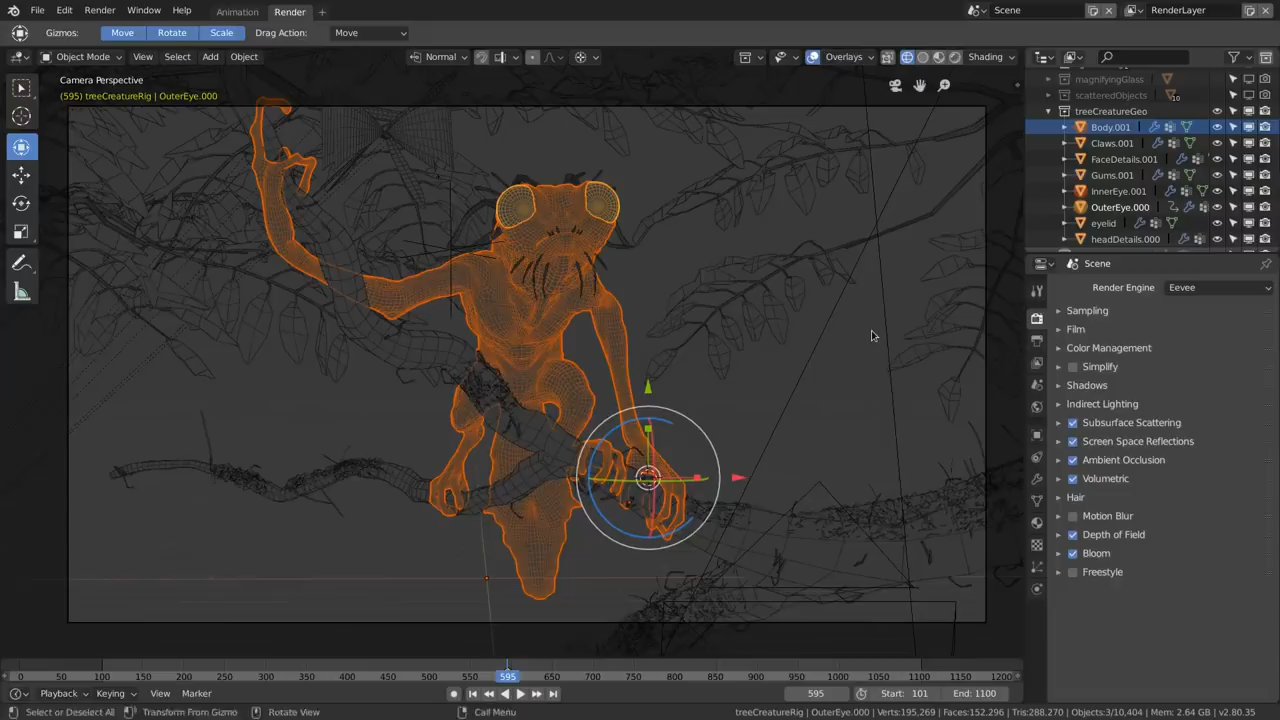 File Edit Render Window Help Animation Render + Scene RenderLayer
Gizmos: Move Rotate Scale Drag Action: Move
Object Mode View Select Add Object Normal Overlays Shading
Camera Perspective
(595) treeCreatureRig | OuterEye.000
magnifyingGlass
scatteredObjects 10
treeCreatureGeo
Body.001
Claws.001
FaceDetails.001
Gums.001
InnerEye.001
OuterEye.000
eyelid
headDetails.000
Scene
Render Engine Eevee
Sampling
Film
Color Management
Simplify
Shadows
Indirect Lighting
Subsurface Scattering
Screen Space Reflections
Ambient Occlusion
Volumetric
Hair
Motion Blur
Depth of Field
Bloom
Freestyle
0 50 100 150 200 250 300 350 400 450 500 550 595 650 700 750 800 850 900 950 1000 1050 1100 1150 1200
Playback Keying View Marker 595 Start: 101 End: 1100
Select or Deselect All Transform From Gizmo Rotate View Call Menu treeCreatureRig | OuterEye.000 | Verts:195,269 | Faces:152,296 | Tris:288,270 | Objects:3/10,404 | Mem: 2.64 GB | v2.80.35